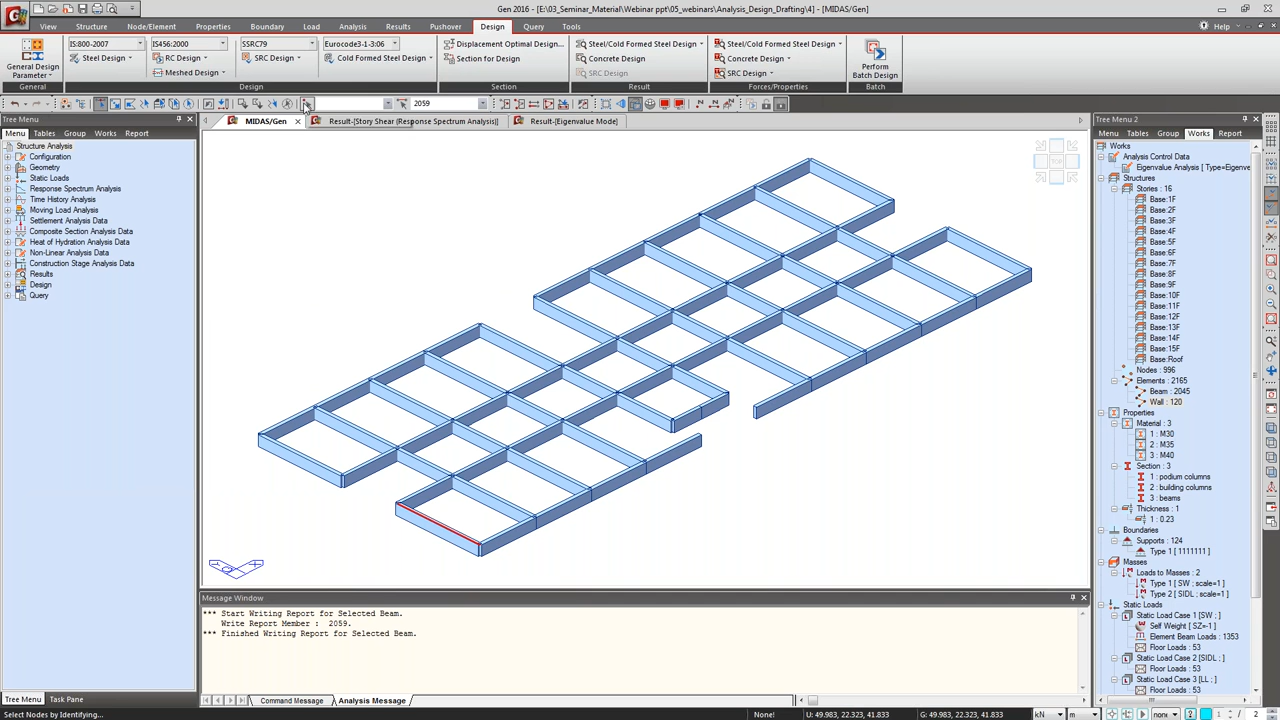 Gen 2016 - [E:\03_Seminar_Material\Webinar ppt\05_webinars\Analysis_Design_Drafting\4] - [MIDAS/Gen]
View Structure Node/Element Properties Boundary Load Analysis Results Pushover Design Query Tools Help
IS:800-2007 IS456:2000 SSRC79 Eurocode3-1-3:06
General Design Parameter
Steel Design RC Design SRC Design Cold Formed Steel Design
Meshed Design
Displacement Optimal Design...
Section for Design
Steel/Cold Formed Steel Design
Concrete Design
SRC Design
Steel/Cold Formed Steel Design
Concrete Design
SRC Design
Perform Batch Design
General Design Section Result Forces/Properties Batch
2059
Tree Menu
Menu Tables Group Works Report
Structure Analysis
Configuration
Geometry
Static Loads
Response Spectrum Analysis
Time History Analysis
Moving Load Analysis
Settlement Analysis Data
Composite Section Analysis Data
Heat of Hydration Analysis Data
Non-Linear Analysis Data
Construction Stage Analysis Data
Results
Design
Query
Tree Menu Task Pane
MIDAS/Gen Result-[Story Shear (Response Spectrum Analysis)] Result-[Eigenvalue Mode]
TOP
Message Window
*** Start Writing Report for Selected Beam.
Write Report Member : 2059.
*** Finished Writing Report for Selected Beam.
Command Message Analysis Message
Tree Menu 2
Menu Tables Group Works Report
Works
Analysis Control Data
Eigenvalue Analysis [ Type=Eigenve
Structures
Stories : 16
Base:1F
Base:2F
Base:3F
Base:4F
Base:5F
Base:6F
Base:7F
Base:8F
Base:9F
Base:10F
Base:11F
Base:12F
Base:13F
Base:14F
Base:15F
Base:Roof
Nodes : 996
Elements : 2165
Beam : 2045
Wall : 120
Properties
Material : 3
1 : M30
2 : M35
3 : M40
Section : 3
1 : podium columns
2 : building columns
3 : beams
Thickness : 1
1 : 0.23
Boundaries
Supports : 124
Type 1 [ 1111111 ]
Masses
Loads to Masses : 2
Type 1 [ SW ; scale=1 ]
Type 2 [ SIDL ; scale=1 ]
Static Loads
Static Load Case 1 [SW ; ]
Self Weight [ SZ=-1 ]
Element Beam Loads : 1353
Floor Loads : 53
Static Load Case 2 [SIDL ; ]
Floor Loads : 53
Static Load Case 3 [LL ; ]
Floor Loads : 53
Select Nodes by Identifying... None! U: 49.983, 22.323, 41.833 G: 49.983, 22.323, 41.833 kN m none 1 / 2